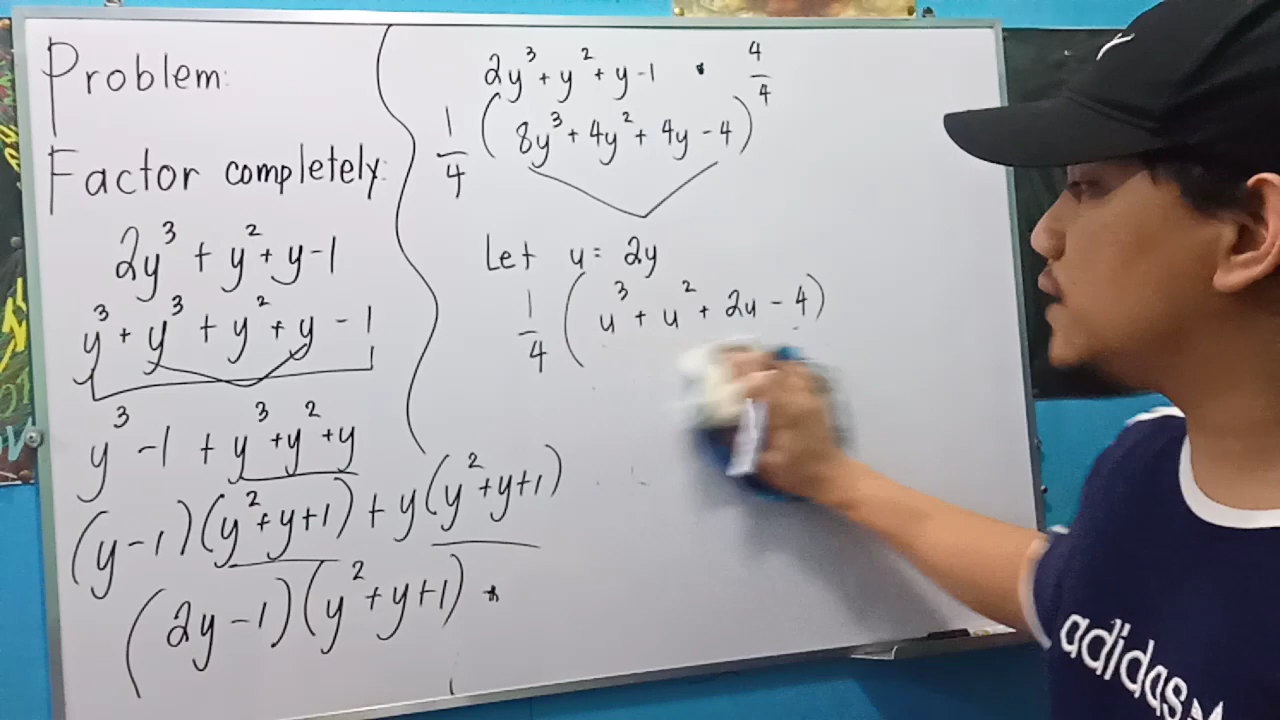 Problem:
Factor completely:
2y³ + y² + y - 1
y³ + y³ + y² + y - 1
y³ - 1 + y³ + y² + y
(y-1)(y²+y+1) + y(y²+y+1)
(2y-1)(y²+y+1)
2y³ + y² + y - 1 • 4/4
1/4 (8y³ + 4y² + 4y - 4)
Let u = 2y
1/4 (u³ + u² + 2u - 4)
adidas